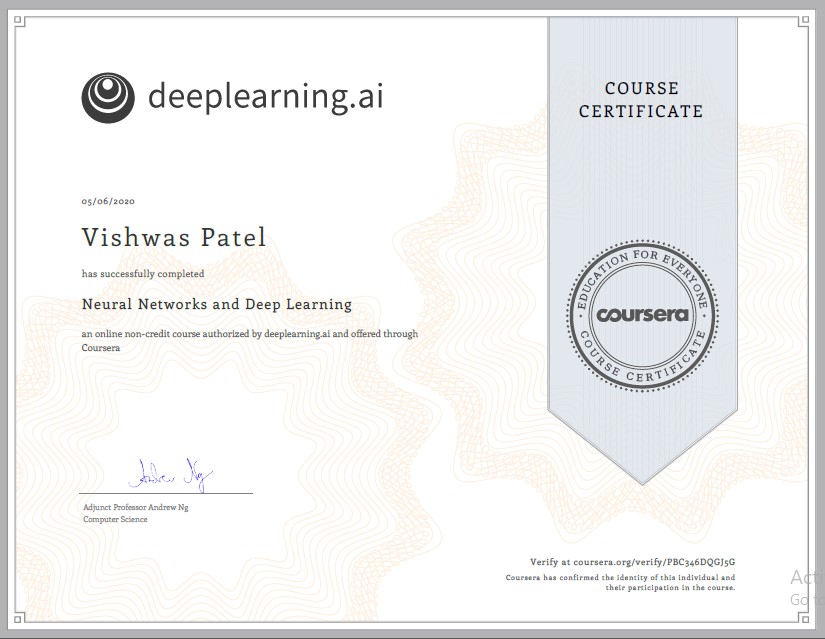 deeplearning.ai
COURSE
CERTIFICATE
05/06/2020
Vishwas Patel
has successfully completed
Neural Networks and Deep Learning
an online non-credit course authorized by deeplearning.ai and offered through
Coursera
EDUCATION FOR EVERYONE
coursera
COURSE CERTIFICATE
Adjunct Professor Andrew Ng
Computer Science
Verify at coursera.org/verify/PBC346DQGJ5G
Coursera has confirmed the identity of this individual and
their participation in the course.
Go to